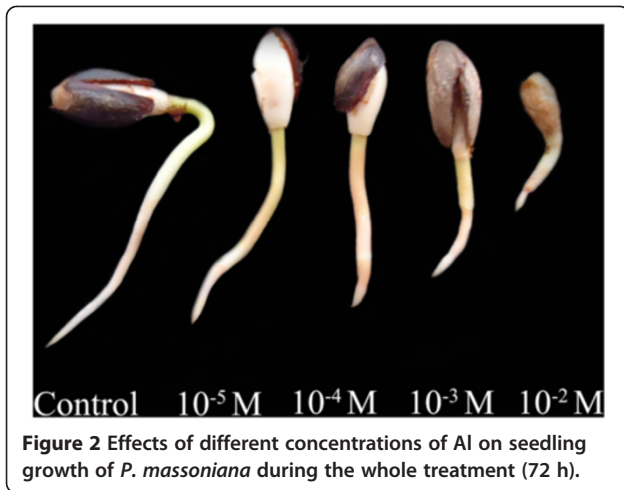 Control 10⁻⁵ M 10⁻⁴ M 10⁻³ M 10⁻² M
Figure 2 Effects of different concentrations of Al on seedling
growth of P. massoniana during the whole treatment (72 h).